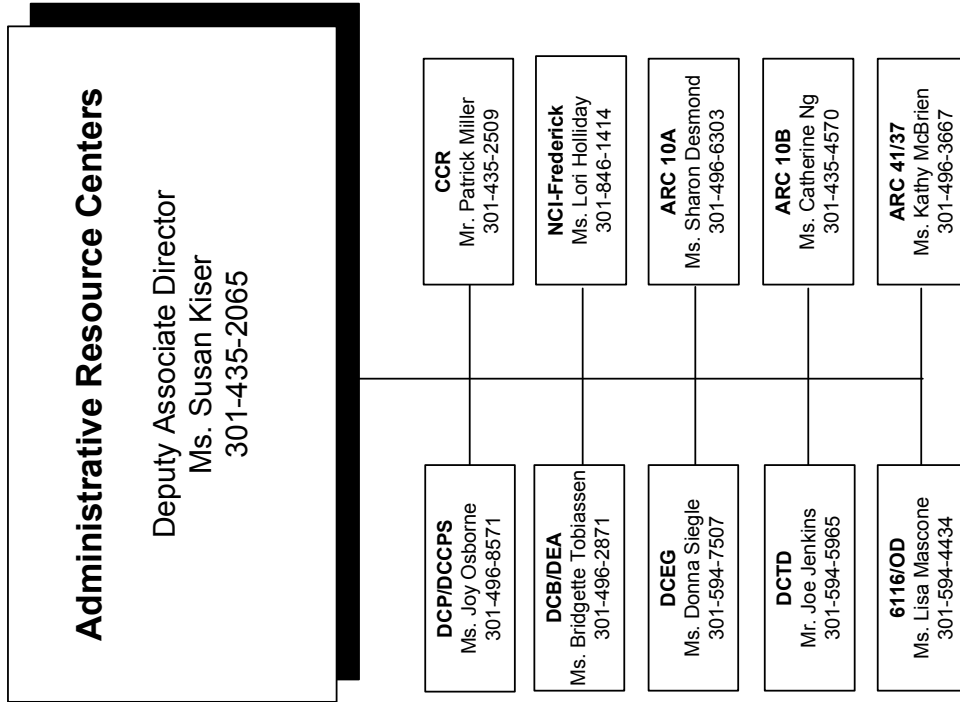 Administrative Resource Centers
Deputy Associate Director
Ms. Susan Kiser
301-435-2065
DCP/DCCPS
Ms. Joy Osborne
301-496-8571
CCR
Mr. Patrick Miller
301-435-2509
DCB/DEA
Ms. Bridgette Tobiassen
301-496-2871
NCI-Frederick
Ms. Lori Holliday
301-846-1414
DCEG
Ms. Donna Siegle
301-594-7507
ARC 10A
Ms. Sharon Desmond
301-496-6303
DCTD
Mr. Joe Jenkins
301-594-5965
ARC 10B
Ms. Catherine Ng
301-435-4570
6116/OD
Ms. Lisa Mascone
301-594-4434
ARC 41/37
Ms. Kathy McBrien
301-496-3667